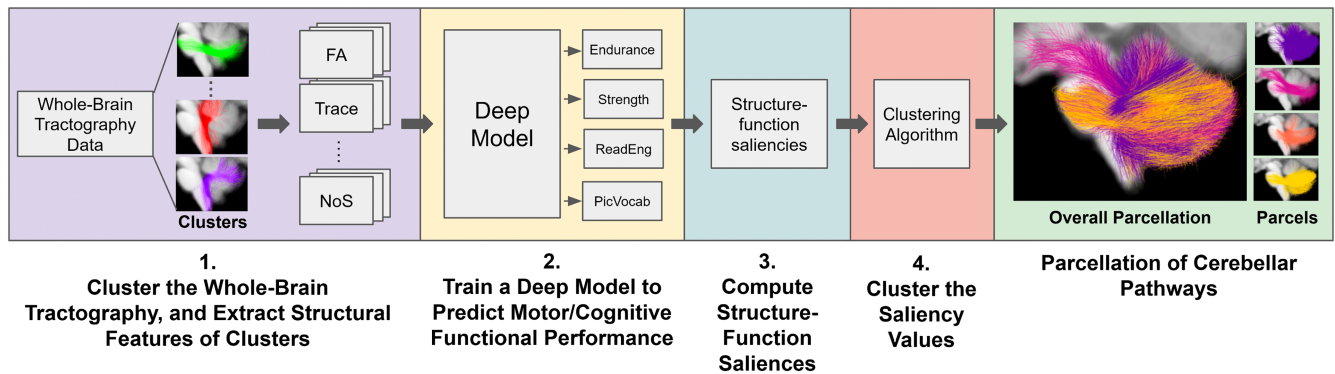 Whole-Brain
Tractography
Data
Clusters
FA
Trace
NoS
Deep
Model
Endurance
Strength
ReadEng
PicVocab
Structure-
function
saliencies
Clustering
Algorithm
Overall Parcellation
Parcels
1.
Cluster the Whole-Brain
Tractography, and Extract Structural
Features of Clusters
2.
Train a Deep Model to
Predict Motor/Cognitive
Functional Performance
3.
Compute
Structure-
Function
Saliences
4.
Cluster the
Saliency
Values
Parcellation of Cerebellar
Pathways